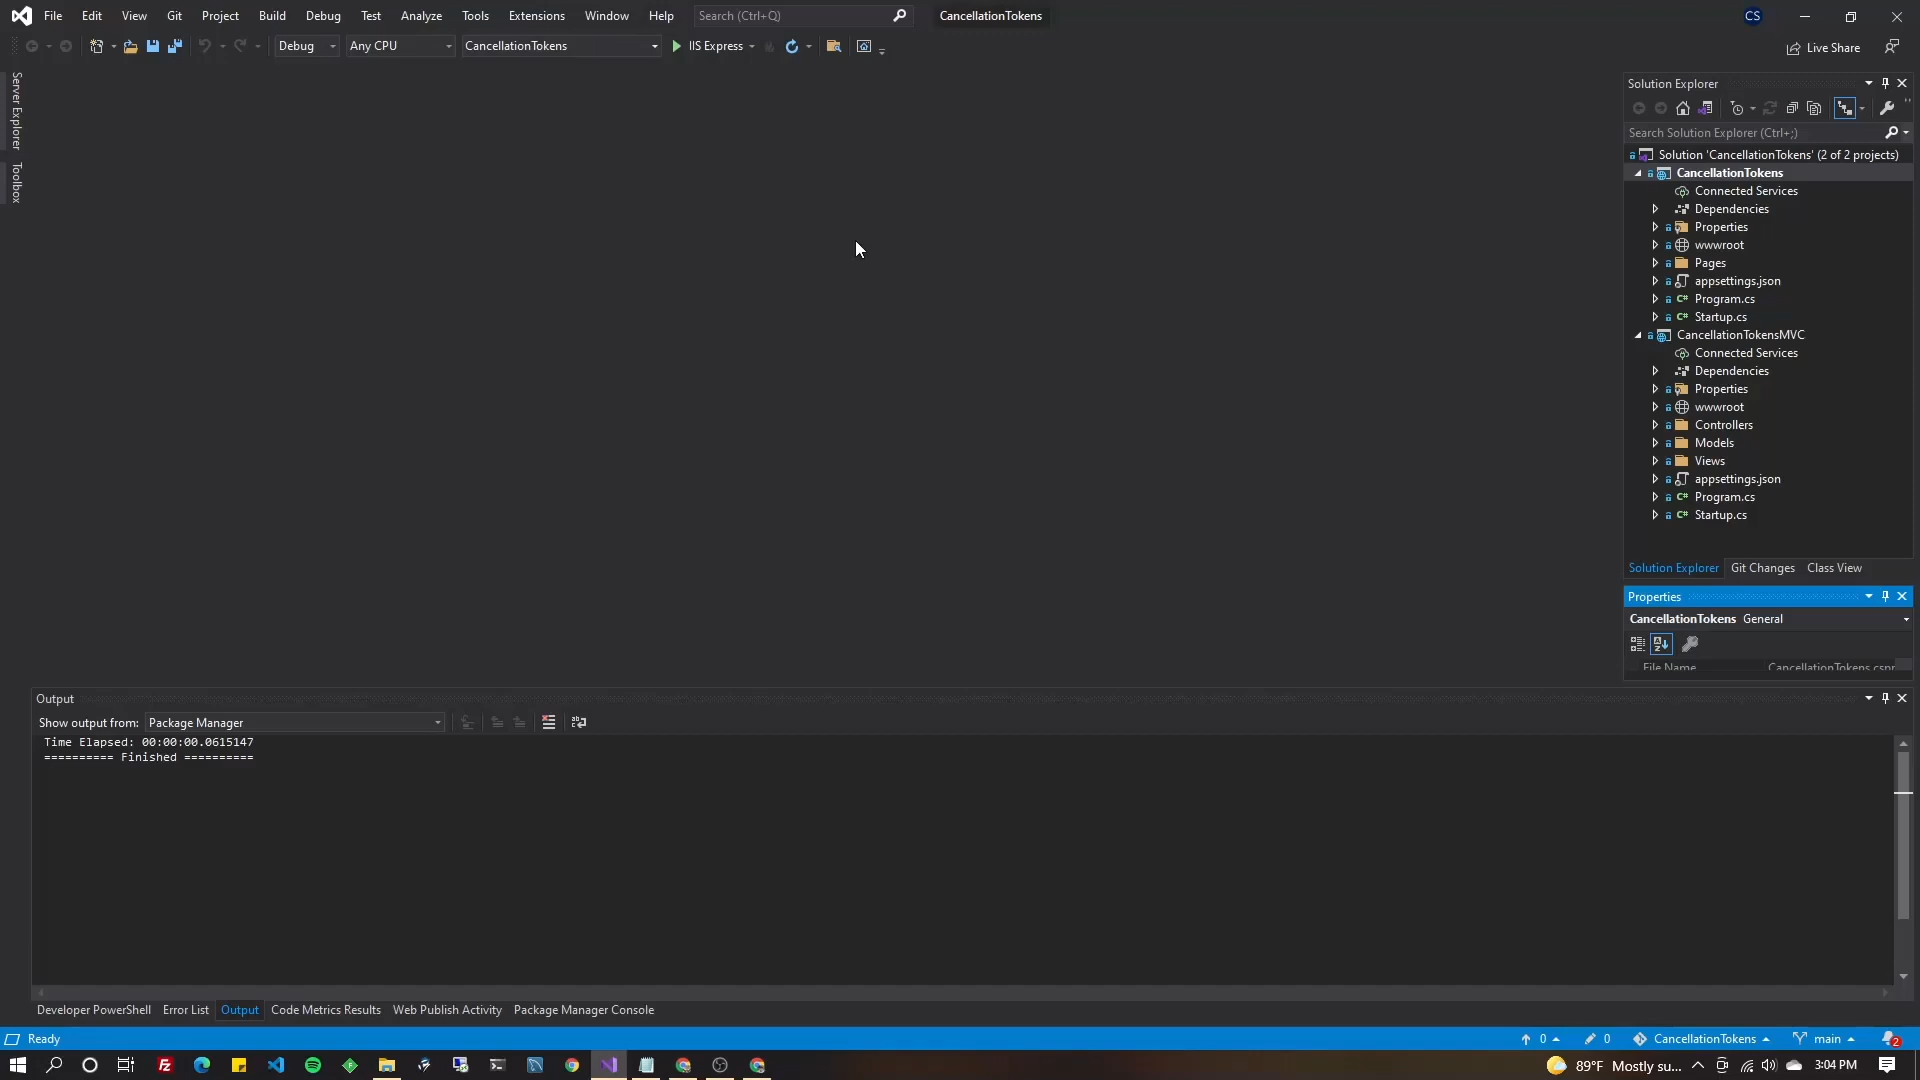 File Edit View Git Project Build Debug Test Analyze Tools Extensions Window Help Search (Ctrl+Q) CancellationTokens CS
Debug Any CPU CancellationTokens IIS Express Live Share
Server Explorer
Toolbox
Solution Explorer
Search Solution Explorer (Ctrl+;)
Solution 'CancellationTokens' (2 of 2 projects)
CancellationTokens
Connected Services
Dependencies
Properties
wwwroot
Pages
appsettings.json
C# Program.cs
C# Startup.cs
CancellationTokensMVC
Connected Services
Dependencies
Properties
wwwroot
Controllers
Models
Views
appsettings.json
C# Program.cs
C# Startup.cs
Solution Explorer Git Changes Class View
Properties
CancellationTokens General
File Name CancellationTokens.cspr
Output
Show output from: Package Manager
Time Elapsed: 00:00:00.0615147
========== Finished ==========
Developer PowerShell Error List Output Code Metrics Results Web Publish Activity Package Manager Console
Ready 0 0 CancellationTokens main 2
89°F Mostly su... 3:04 PM